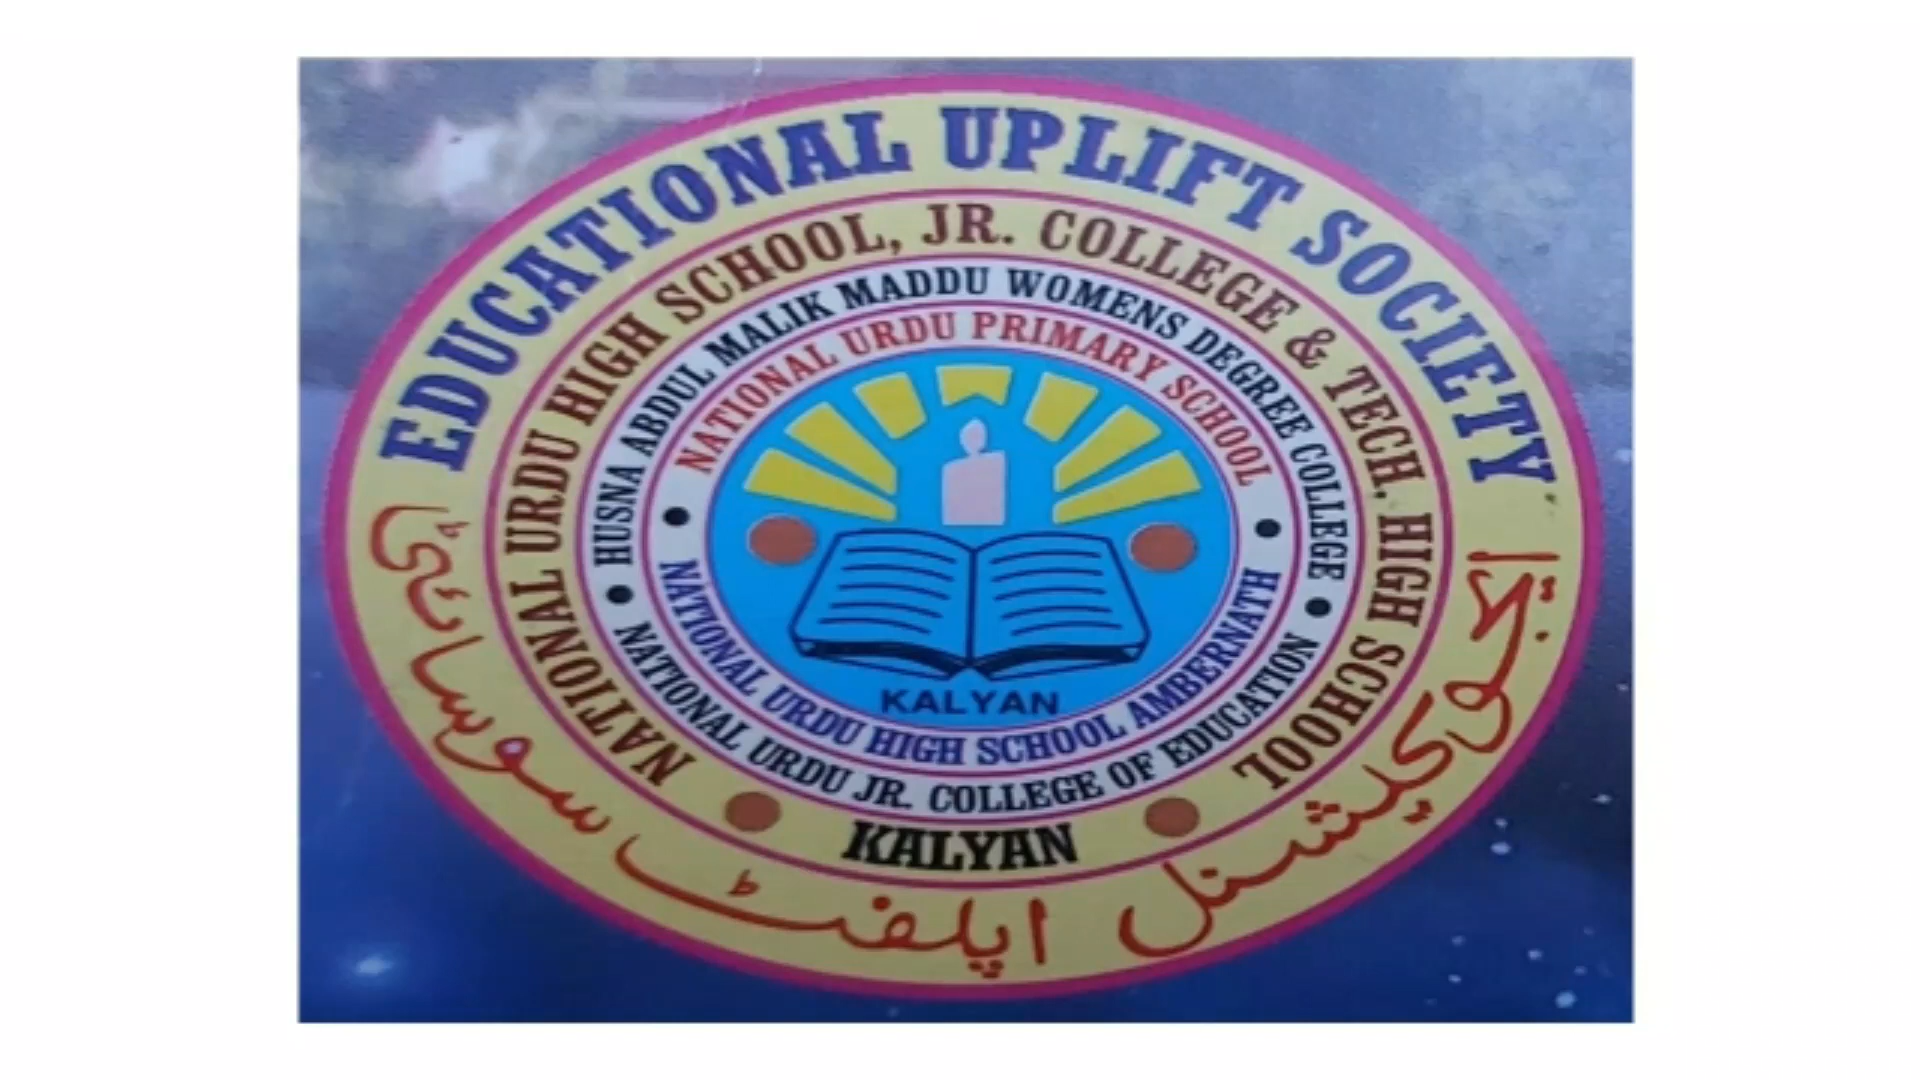 EDUCATIONAL UPLIFT SOCIETY
NATIONAL URDU HIGH SCHOOL, JR. COLLEGE & TECH. HIGH SCHOOL
HUSNA ABDUL MALIK MADDU WOMENS DEGREE COLLEGE
NATIONAL URDU PRIMARY SCHOOL
KALYAN
NATIONAL URDU HIGH SCHOOL AMBERNATH
NATIONAL URDU JR. COLLEGE OF EDUCATION
KALYAN
ایجوکیشنل اپلفٹ سوسائٹی